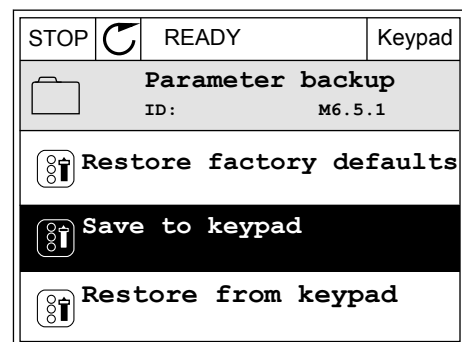 STOP READY Keypad
Parameter backup
ID: M6.5.1
Restore factory defaults
Save to keypad
Restore from keypad